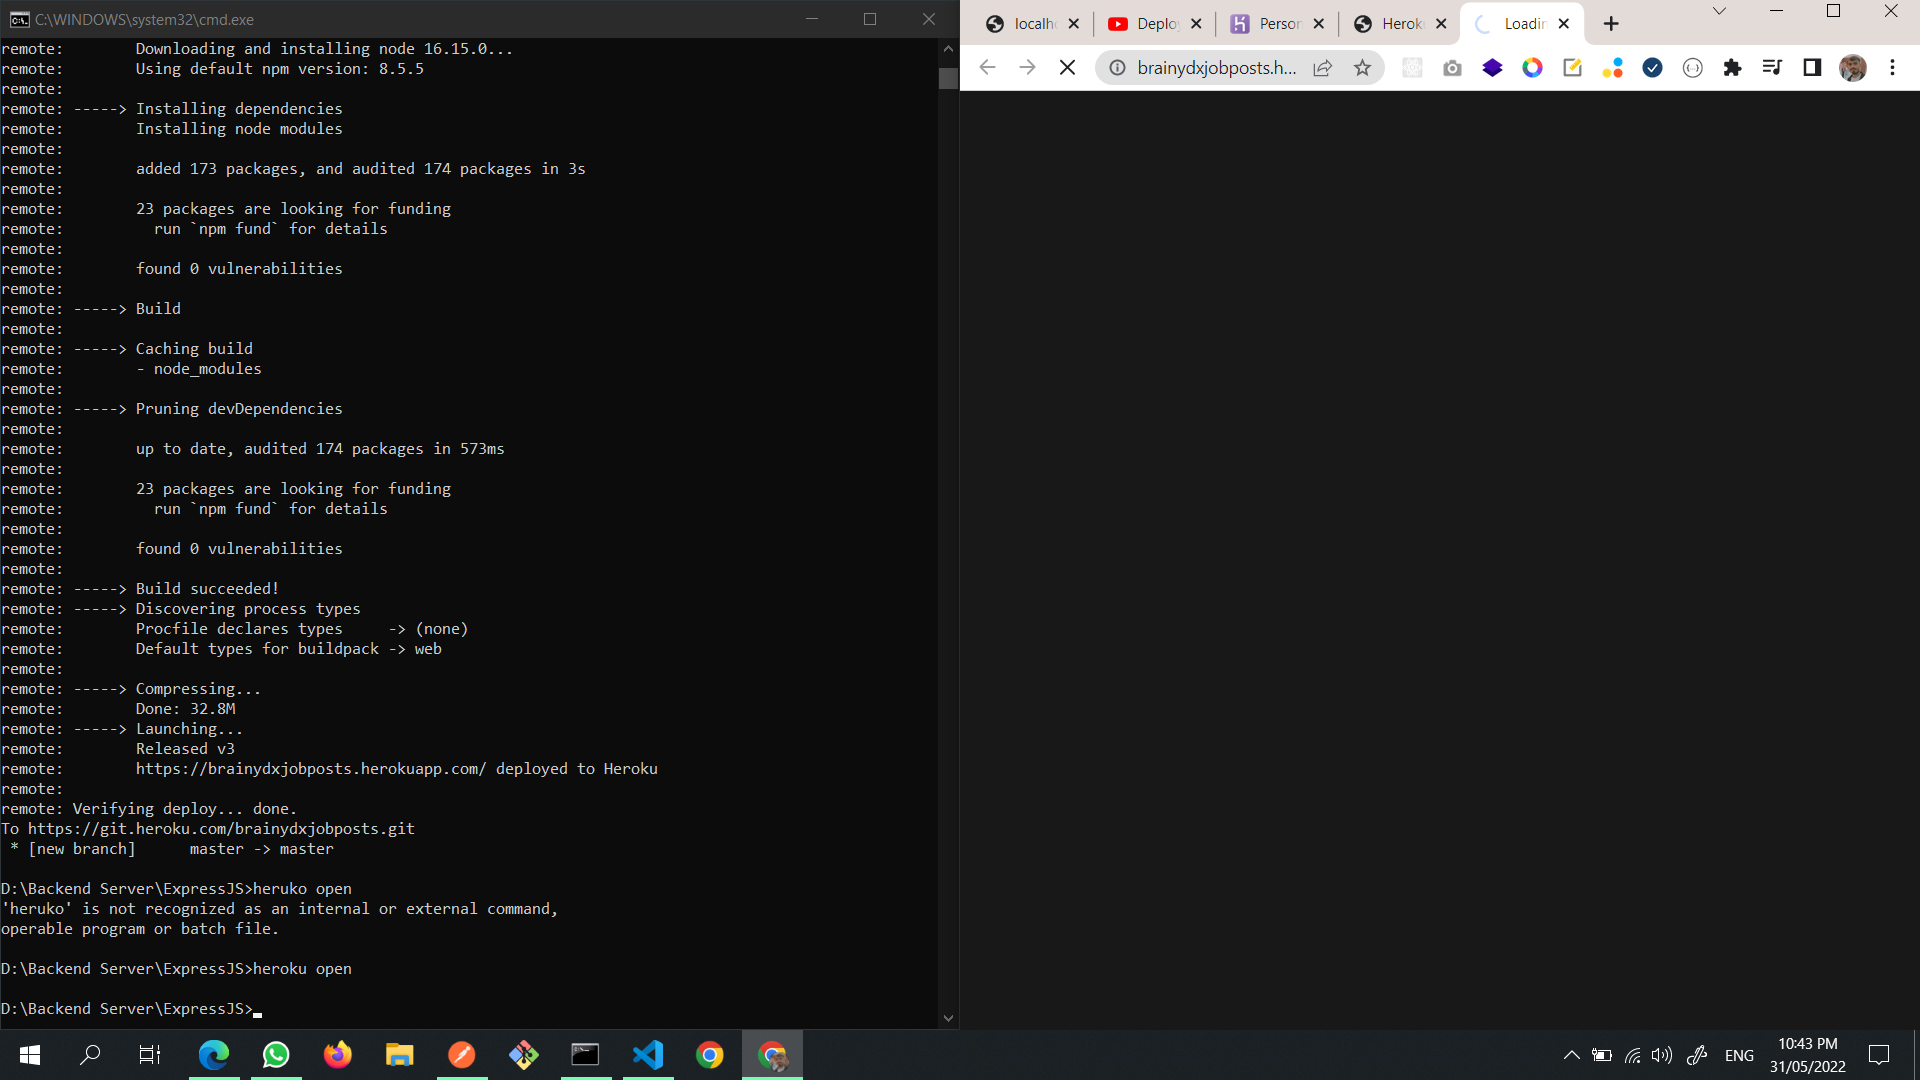 C:\WINDOWS\system32\cmd.exe
remote:        Downloading and installing node 16.15.0...
remote:        Using default npm version: 8.5.5
remote:
remote: -----> Installing dependencies
remote:        Installing node modules
remote:
remote:        added 173 packages, and audited 174 packages in 3s
remote:
remote:        23 packages are looking for funding
remote:          run `npm fund` for details
remote:
remote:        found 0 vulnerabilities
remote:
remote: -----> Build
remote:
remote: -----> Caching build
remote:        - node_modules
remote:
remote: -----> Pruning devDependencies
remote:
remote:        up to date, audited 174 packages in 573ms
remote:
remote:        23 packages are looking for funding
remote:          run `npm fund` for details
remote:
remote:        found 0 vulnerabilities
remote:
remote: -----> Build succeeded!
remote: -----> Discovering process types
remote:        Procfile declares types     -> (none)
remote:        Default types for buildpack -> web
remote:
remote: -----> Compressing...
remote:        Done: 32.8M
remote: -----> Launching...
remote:        Released v3
remote:        https://brainydxjobposts.herokuapp.com/ deployed to Heroku
remote:
remote: Verifying deploy... done.
To https://git.heroku.com/brainydxjobposts.git
 * [new branch]      master -> master
D:\Backend Server\ExpressJS>heruko open
'heruko' is not recognized as an internal or external command,
operable program or batch file.
D:\Backend Server\ExpressJS>heroku open
D:\Backend Server\ExpressJS>
localh
Deploy
Person
Heroku
Loadin
brainydxjobposts.h...
ENG
10:43 PM
31/05/2022